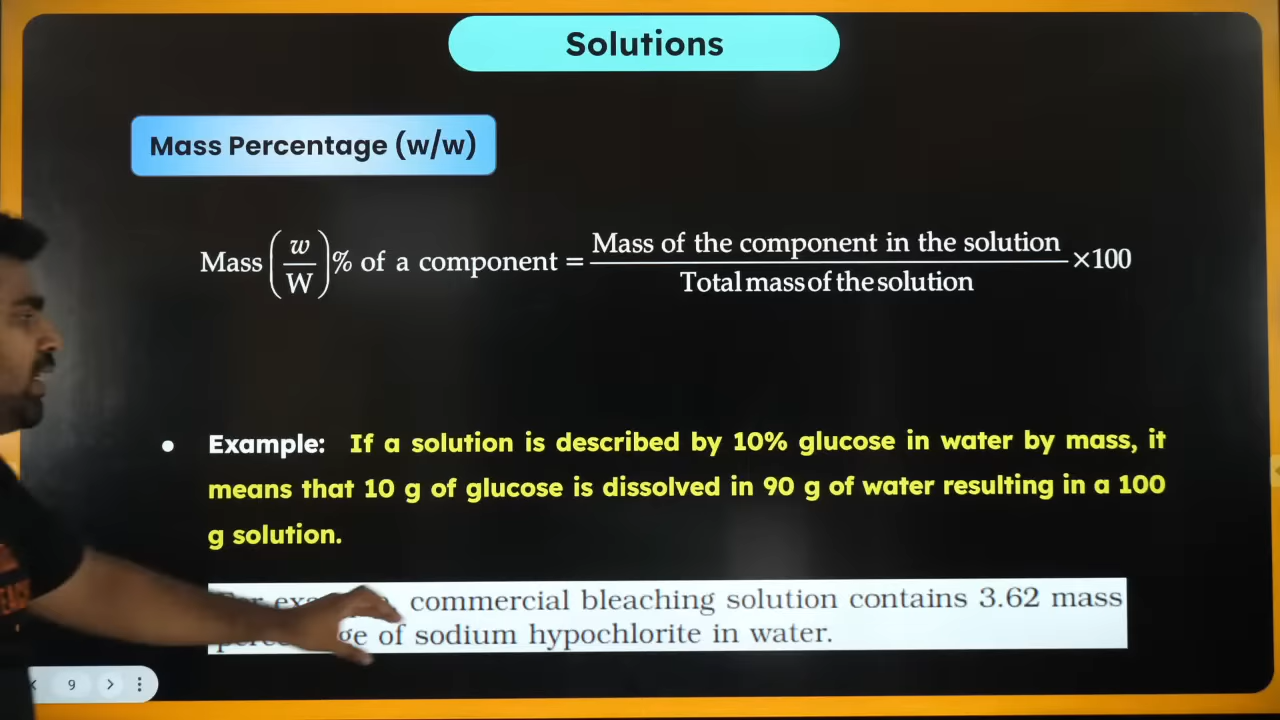 Solutions
Mass Percentage (w/w)
Mass (w/W)% of a component = Mass of the component in the solution / Total mass of the solution ×100
• Example: If a solution is described by 10% glucose in water by mass, it
means that 10 g of glucose is dissolved in 90 g of water resulting in a 100
g solution.
commercial bleaching solution contains 3.62 mass
of sodium hypochlorite in water.
< 9 > ⋮